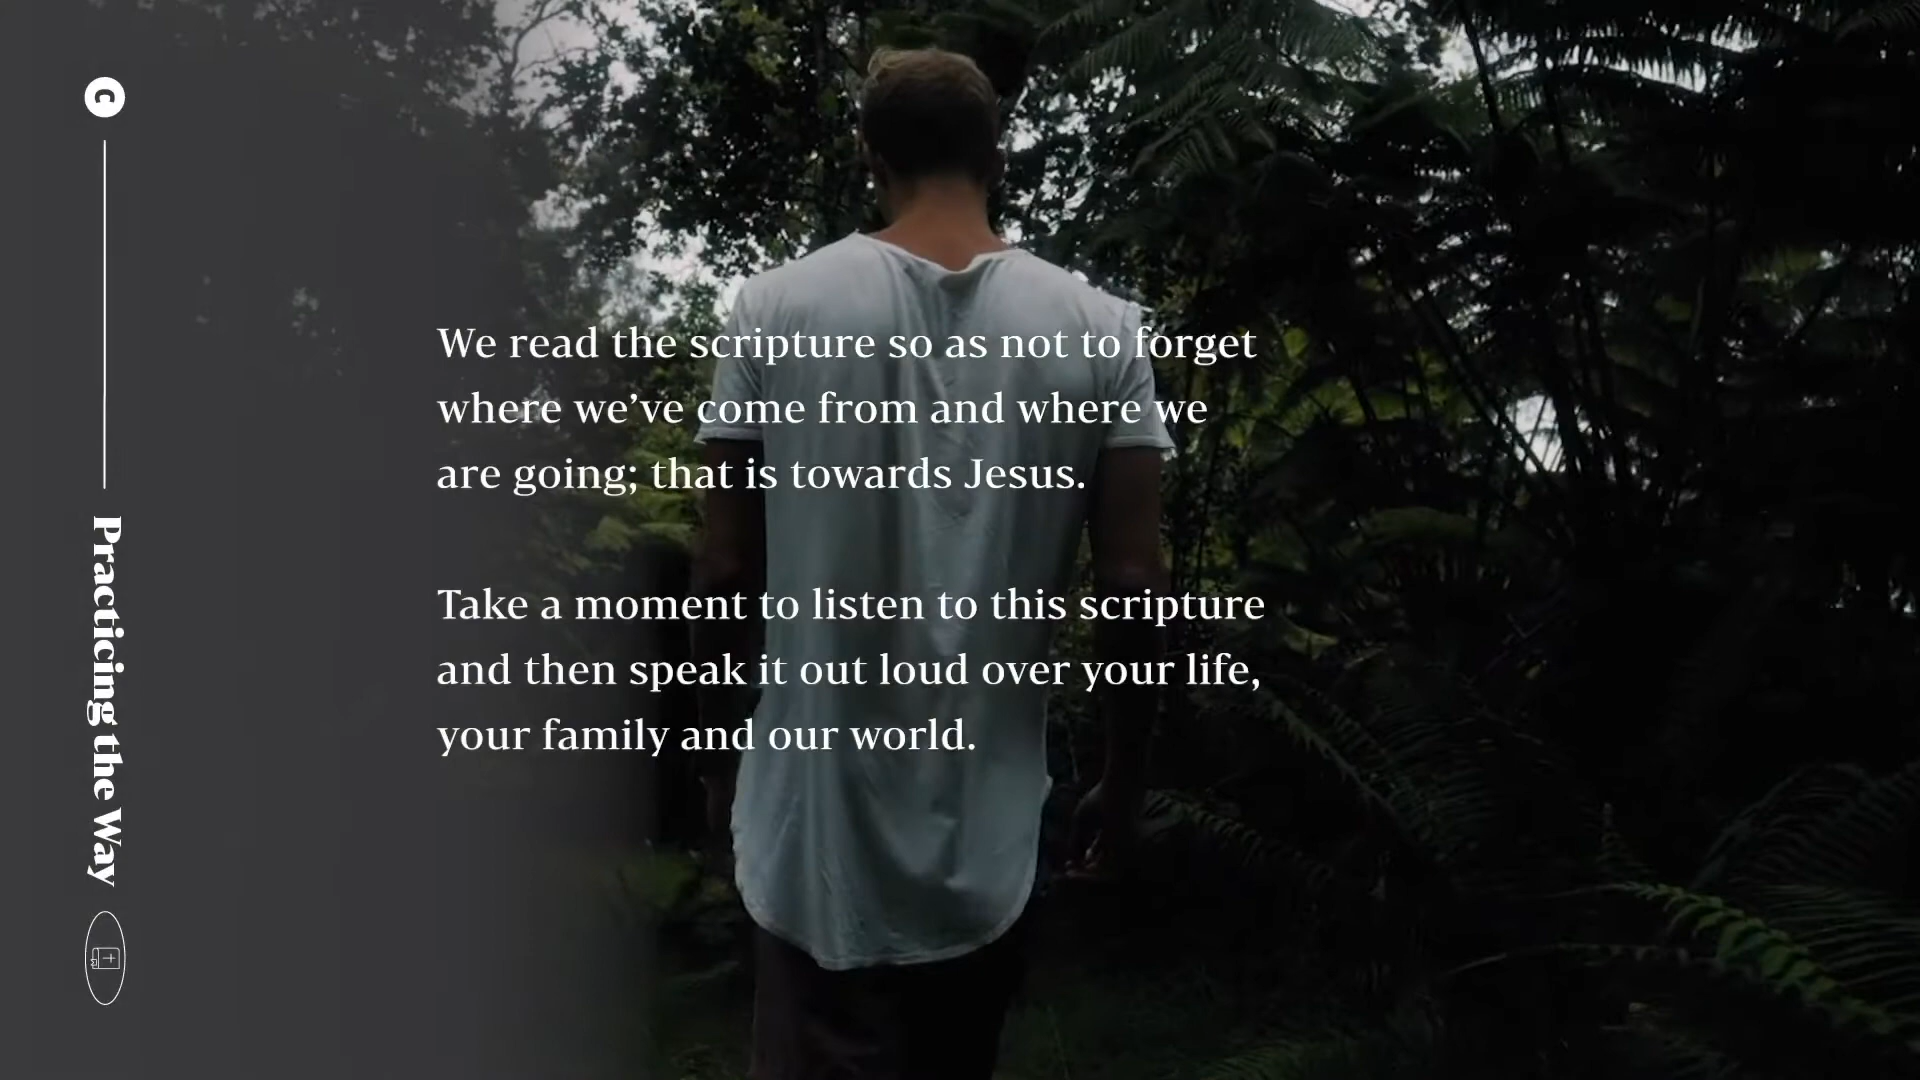 C
Practicing the Way
We read the scripture so as not to forget
where we’ve come from and where we
are going; that is towards Jesus.
Take a moment to listen to this scripture
and then speak it out loud over your life,
your family and our world.